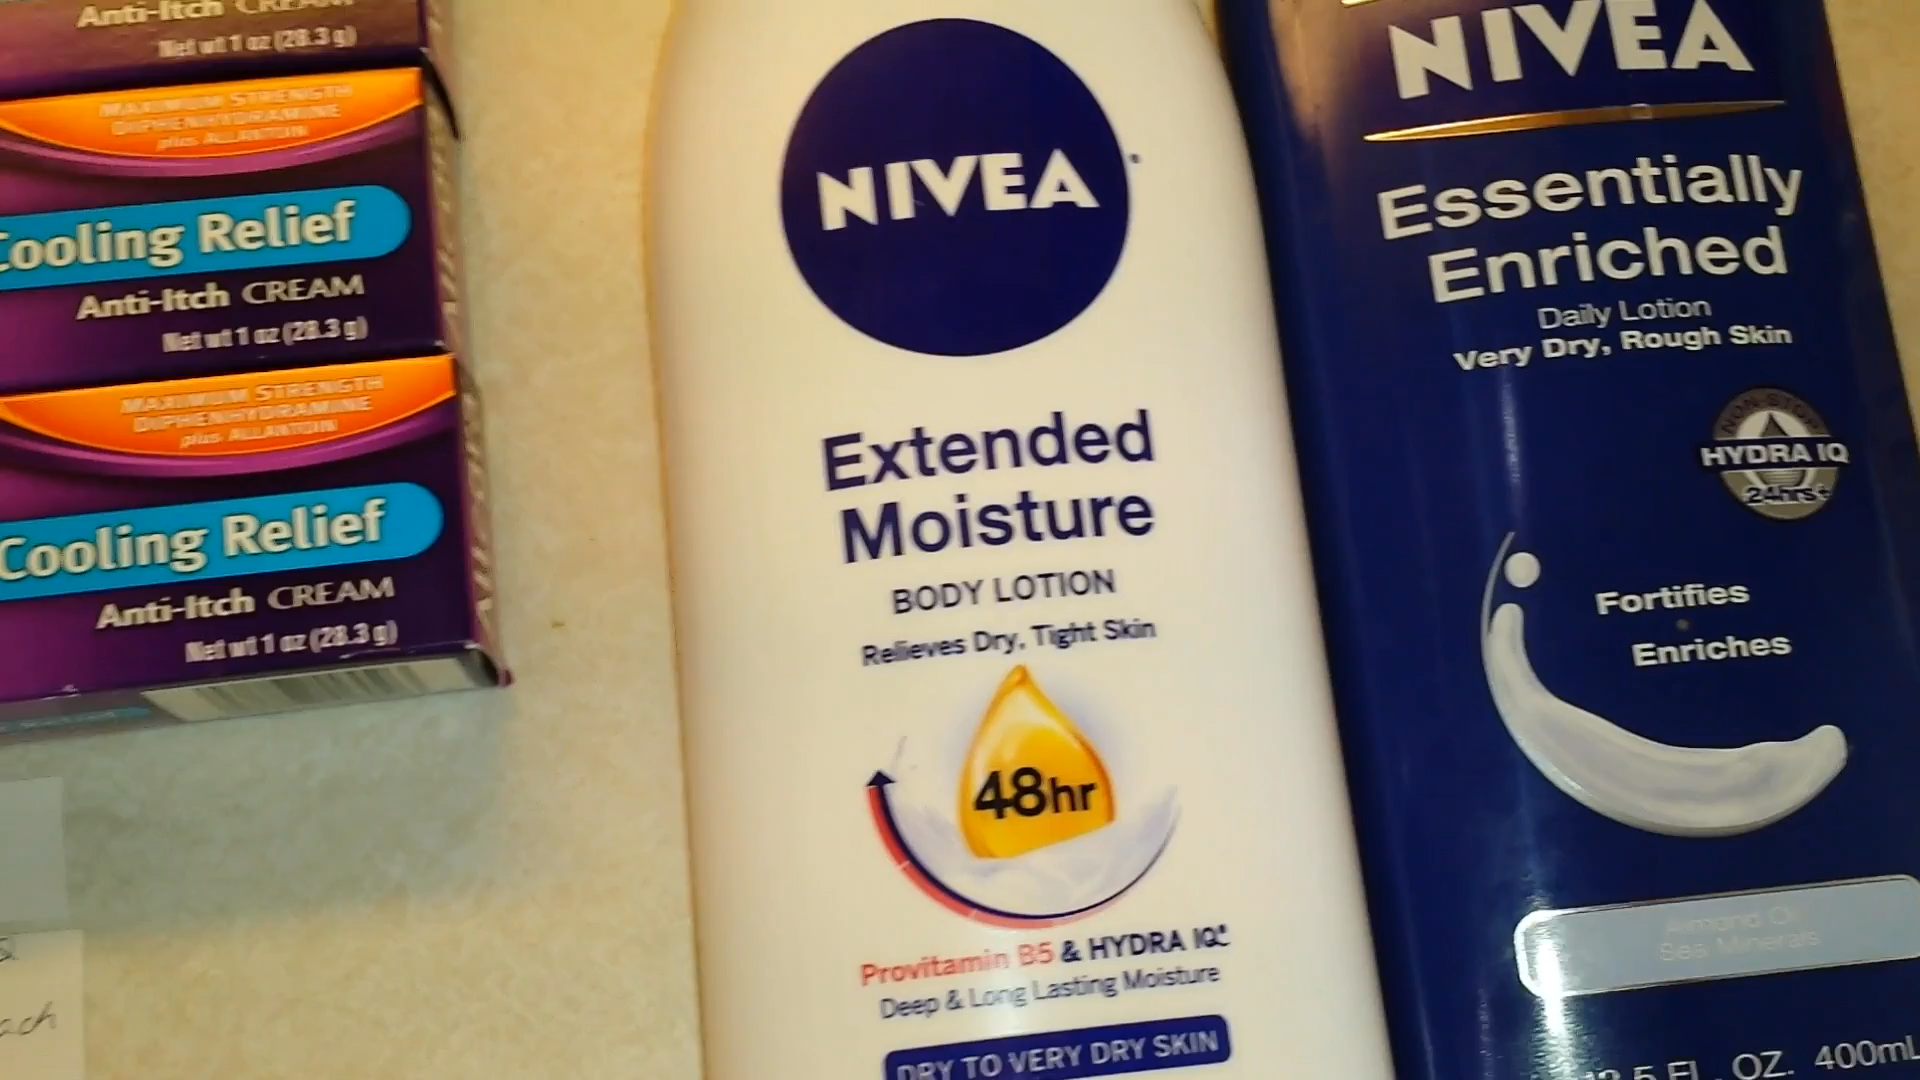 Anti-Itch CREAM
Net wt 1 oz (28.3 g)
MAXIMUM STRENGTH
DIPHENHYDRAMINE
plus ALLANTOIN
Cooling Relief
Anti-Itch CREAM
Net wt 1 oz (28.3 g)
MAXIMUM STRENGTH
DIPHENHYDRAMINE
plus ALLANTOIN
Cooling Relief
Anti-Itch CREAM
Net wt 1 oz (28.3 g)
NIVEA
Extended
Moisture
BODY LOTION
Relieves Dry, Tight Skin
48hr
Provitamin B5 & HYDRA IQ
Deep & Long Lasting Moisture
DRY TO VERY DRY SKIN
NIVEA
Essentially
Enriched
Daily Lotion
Very Dry, Rough Skin
NON-STOP
HYDRA IQ
24hrs+
Fortifies
Enriches
Almond Oil
Sea Minerals
FL. OZ. 400mL